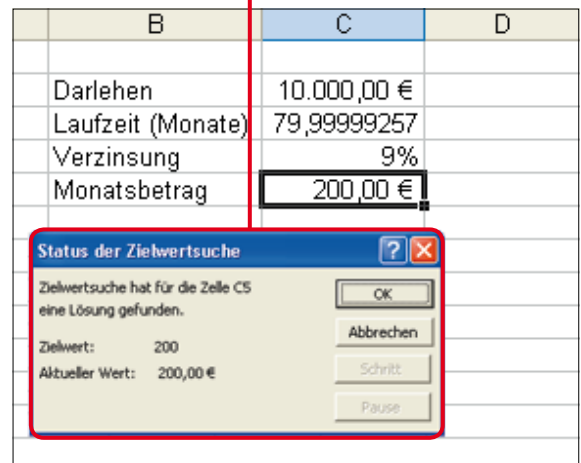 B C D
Darlehen 10.000,00 €
Laufzeit (Monate) 79,99999257
Verzinsung 9%
Monatsbetrag 200,00 €
Status der Zielwertsuche
Zielwertsuche hat für die Zelle C5
eine Lösung gefunden.
Zielwert: 200
Aktueller Wert: 200,00 €
OK
Abbrechen
Schritt
Pause